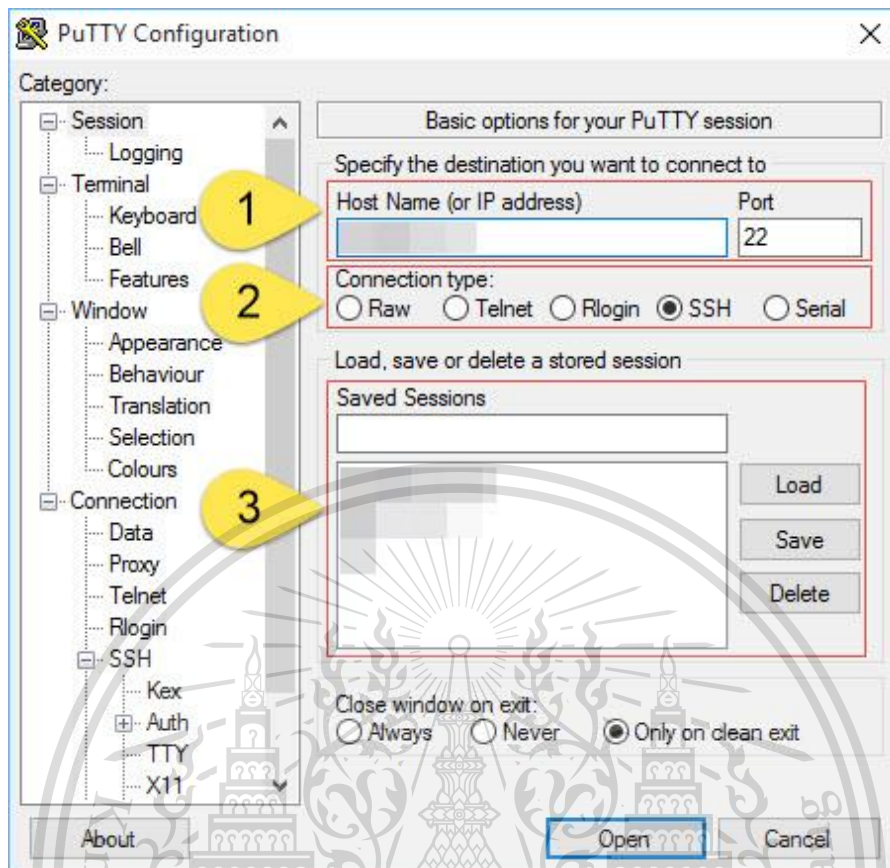 PuTTY Configuration
Category:
Session
Logging
Terminal
Keyboard
Bell
Features
Window
Appearance
Behaviour
Translation
Selection
Colours
Connection
Data
Proxy
Telnet
Rlogin
SSH
Kex
Auth
TTY
X11
Basic options for your PuTTY session
Specify the destination you want to connect to
1
Host Name (or IP address) Port
22
2
Connection type:
Raw Telnet Rlogin SSH Serial
Load, save or delete a stored session
Saved Sessions
3
Load
Save
Delete
Close window on exit:
Always Never Only on clean exit
About Open Cancel